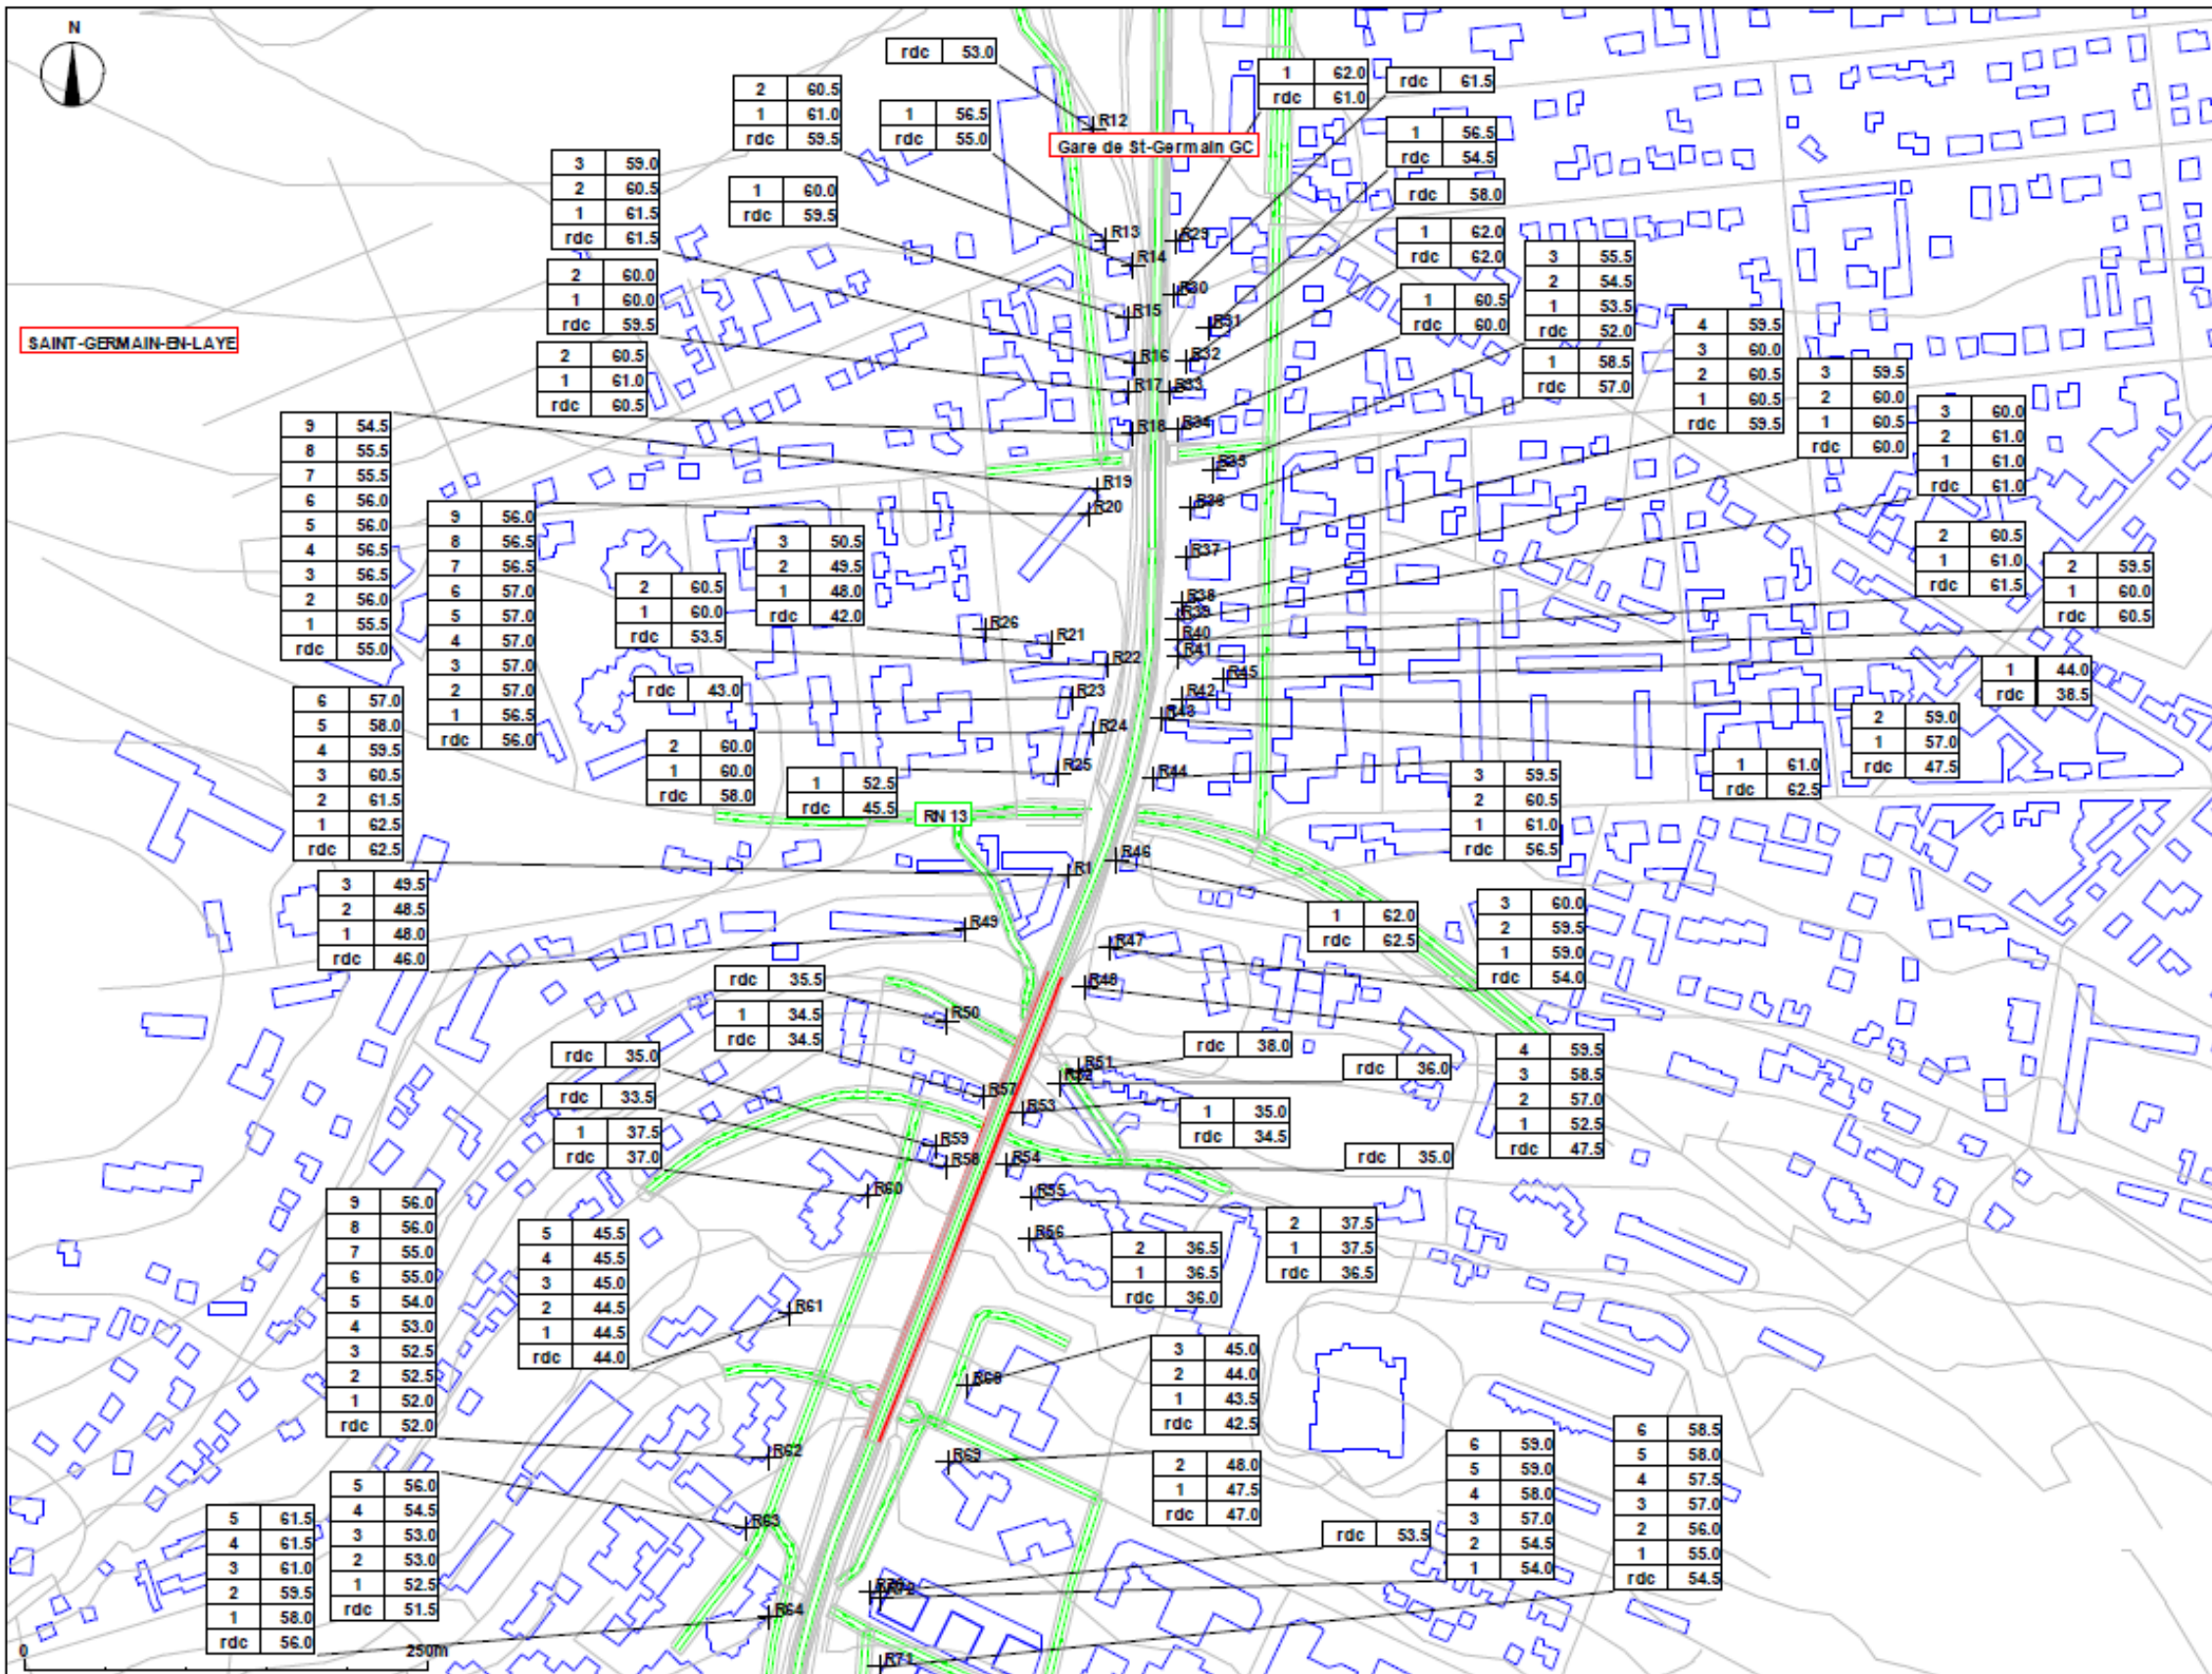 N
rdc 53.0
2 60.5
1 61.0
rdc 59.5
1 56.5
rdc 55.0
1 62.0
rdc 61.0
rdc 61.5
R12
Gare de St-Germain GC
1 56.5
rdc 54.5
3 59.0
2 60.5
1 61.5
rdc 61.5
1 60.0
rdc 59.5
rdc 58.0
1 62.0
rdc 62.0
R13
R29
R14
3 55.5
2 54.5
1 53.5
rdc 52.0
2 60.0
1 60.0
rdc 59.5
R30
1 60.5
rdc 60.0
R15
R31
SAINT-GERMAIN-EN-LAYE
4 59.5
3 60.0
2 60.5
1 60.5
rdc 59.5
2 60.5
1 61.0
rdc 60.5
R16
R32
1 58.5
rdc 57.0
3 59.5
2 60.0
1 60.5
rdc 60.0
R17
R33
3 60.0
2 61.0
1 61.0
rdc 61.0
9 54.5
8 55.5
7 55.5
6 56.0
5 56.0
4 56.5
3 56.5
2 56.0
1 55.5
rdc 55.0
R18
R34
R35
R19
R20
R36
9 56.0
8 56.5
7 56.5
6 57.0
5 57.0
4 57.0
3 57.0
2 57.0
1 56.5
rdc 56.0
3 50.5
2 49.5
1 48.0
rdc 42.0
2 60.5
1 61.0
rdc 61.5
2 59.5
1 60.0
rdc 60.5
R37
2 60.5
1 60.0
rdc 53.5
R38
R39
R26
R21
R40
R41
R22
R45
1 44.0
rdc 38.5
rdc 43.0
R23
R42
R43
6 57.0
5 58.0
4 59.5
3 60.5
2 61.5
1 62.5
rdc 62.5
2 59.0
1 57.0
rdc 47.5
R24
2 60.0
1 60.0
rdc 58.0
1 52.5
rdc 45.5
R25
R44
1 61.0
rdc 62.5
3 59.5
2 60.5
1 61.0
rdc 56.5
RN 13
R46
R1
3 49.5
2 48.5
1 48.0
rdc 46.0
3 60.0
2 59.5
1 59.0
rdc 54.0
1 62.0
rdc 62.5
R49
R47
R48
rdc 35.5
1 34.5
rdc 34.5
R50
4 59.5
3 58.5
2 57.0
1 52.5
rdc 47.5
rdc 38.0
rdc 35.0
R51
rdc 36.0
R52
rdc 33.5
R57
R53
1 35.0
rdc 34.5
1 37.5
rdc 37.0
R59
R58
R54
rdc 35.0
R60
R55
9 56.0
8 56.0
7 55.0
6 55.0
5 54.0
4 53.0
3 52.5
2 52.5
1 52.0
rdc 52.0
5 45.5
4 45.5
3 45.0
2 44.5
1 44.5
rdc 44.0
2 37.5
1 37.5
rdc 36.5
R56
2 36.5
1 36.5
rdc 36.0
R61
3 45.0
2 44.0
1 43.5
rdc 42.5
R68
6 58.5
5 58.0
4 57.5
3 57.0
2 56.0
1 55.0
rdc 54.5
6 59.0
5 59.0
4 58.0
3 57.0
2 54.5
1 54.0
R62
R69
2 48.0
1 47.5
rdc 47.0
5 56.0
4 54.5
3 53.0
2 53.0
1 52.5
rdc 51.5
5 61.5
4 61.5
3 61.0
2 59.5
1 58.0
rdc 56.0
R63
rdc 53.5
R72
R64
0 250m
R71